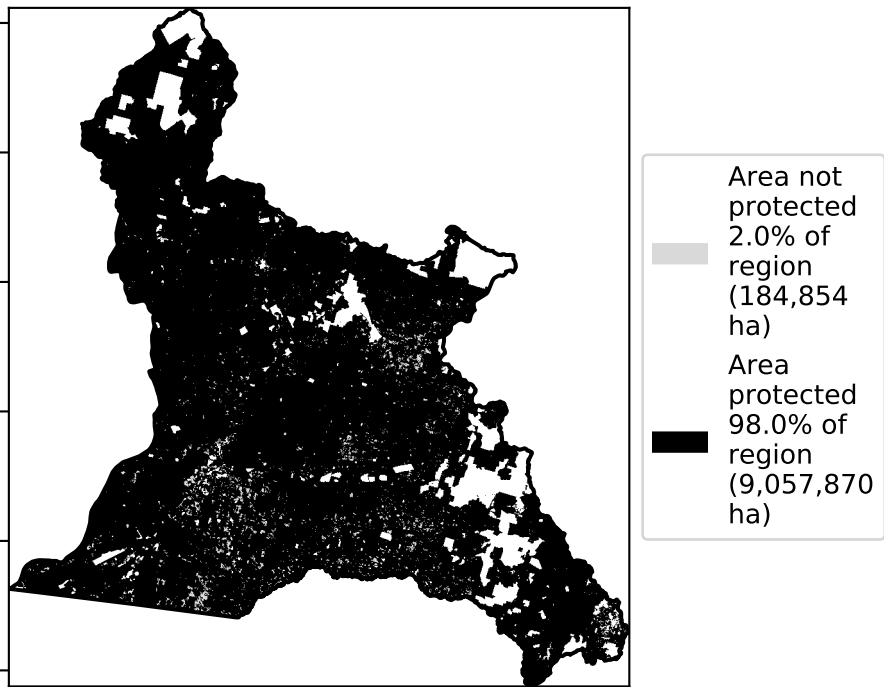 Area not
protected
2.0% of
region
(184,854
ha)
Area
protected
98.0% of
region
(9,057,870
ha)